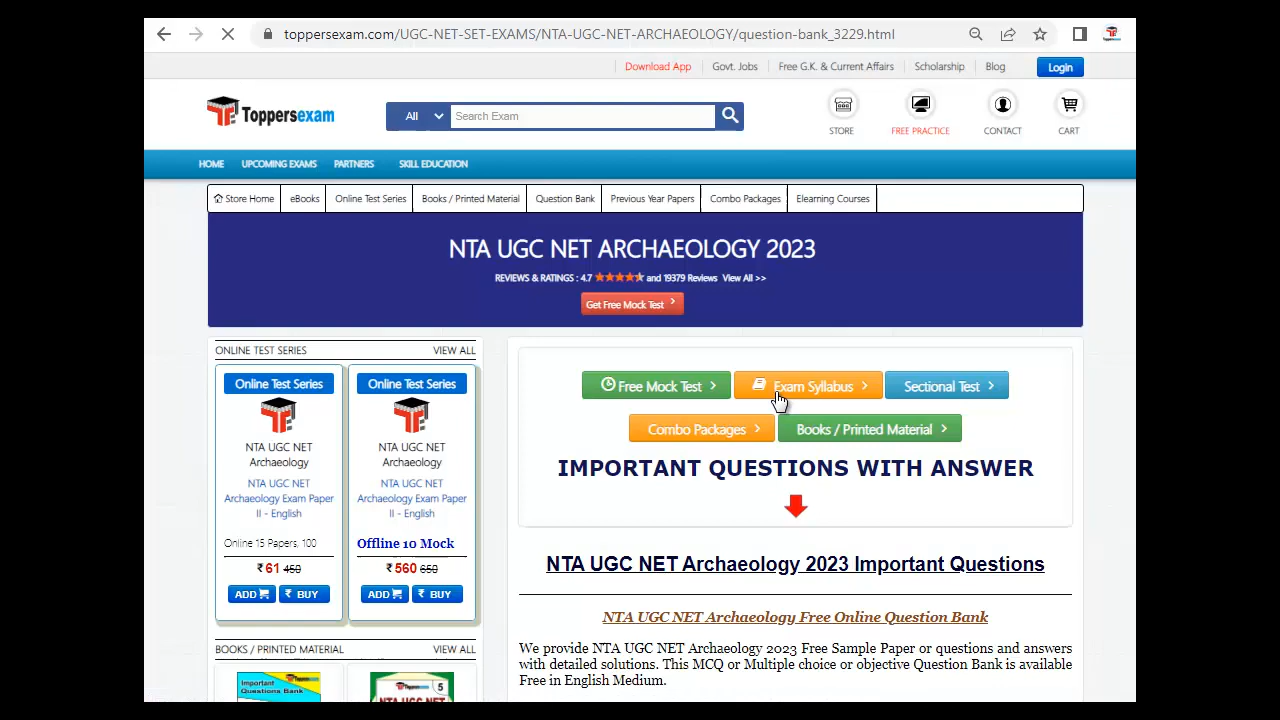 toppersexam.com/UGC-NET-SET-EXAMS/NTA-UGC-NET-ARCHAEOLOGY/question-bank_3229.html
Download App Govt. Jobs Free G.K. & Current Affairs Scholarship Blog Login
Toppersexam All Search Exam
STORE FREE PRACTICE CONTACT CART
HOME UPCOMING EXAMS PARTNERS SKILL EDUCATION
Store Home eBooks Online Test Series Books / Printed Material Question Bank Previous Year Papers Combo Packages Elearning Courses
NTA UGC NET ARCHAEOLOGY 2023
REVIEWS & RATINGS : 4.7 and 19379 Reviews View All >>
Get Free Mock Test
ONLINE TEST SERIES VIEW ALL
Online Test Series
NTA UGC NET
Archaeology
NTA UGC NET
Archaeology Exam Paper
II - English
Online 15 Papers, 100
₹ 61 450
ADD ₹ BUY
Online Test Series
NTA UGC NET
Archaeology
NTA UGC NET
Archaeology Exam Paper
II - English
Offline 10 Mock
₹ 560 650
ADD ₹ BUY
BOOKS / PRINTED MATERIAL VIEW ALL
Important
Questions Bank
Toppersexam 5
NTA UGC NET
Free Mock Test Exam Syllabus Sectional Test
Combo Packages Books / Printed Material
IMPORTANT QUESTIONS WITH ANSWER
NTA UGC NET Archaeology 2023 Important Questions
NTA UGC NET Archaeology Free Online Question Bank
We provide NTA UGC NET Archaeology 2023 Free Sample Paper or questions and answers
with detailed solutions. This MCQ or Multiple choice or objective Question Bank is available
Free in English Medium.